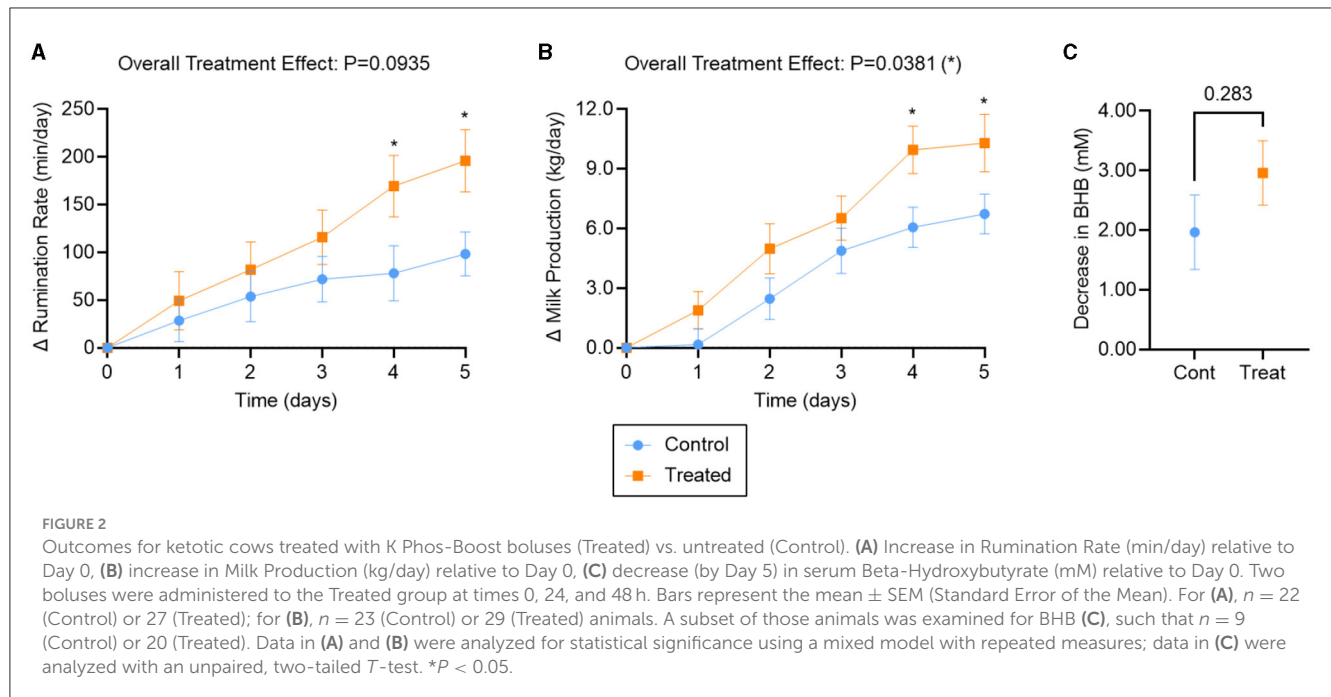 A
Overall Treatment Effect: P=0.0935
Δ Rumination Rate (min/day)
250
200
150
100
50
0
* *
0 1 2 3 4 5
Time (days)
B
Overall Treatment Effect: P=0.0381 (*)
Δ Milk Production (kg/day)
12.0
9.0
6.0
3.0
0.0
* *
0 1 2 3 4 5
Time (days)
C
0.283
Decrease in BHB (mM)
4.00
3.00
2.00
1.00
0.00
Cont Treat
Control
Treated
FIGURE 2
Outcomes for ketotic cows treated with K Phos-Boost boluses (Treated) vs. untreated (Control). (A) Increase in Rumination Rate (min/day) relative to
Day 0, (B) increase in Milk Production (kg/day) relative to Day 0, (C) decrease (by Day 5) in serum Beta-Hydroxybutyrate (mM) relative to Day 0. Two
boluses were administered to the Treated group at times 0, 24, and 48 h. Bars represent the mean ± SEM (Standard Error of the Mean). For (A), n = 22
(Control) or 27 (Treated); for (B), n = 23 (Control) or 29 (Treated) animals. A subset of those animals was examined for BHB (C), such that n = 9
(Control) or 20 (Treated). Data in (A) and (B) were analyzed for statistical significance using a mixed model with repeated measures; data in (C) were
analyzed with an unpaired, two-tailed T-test. *P < 0.05.